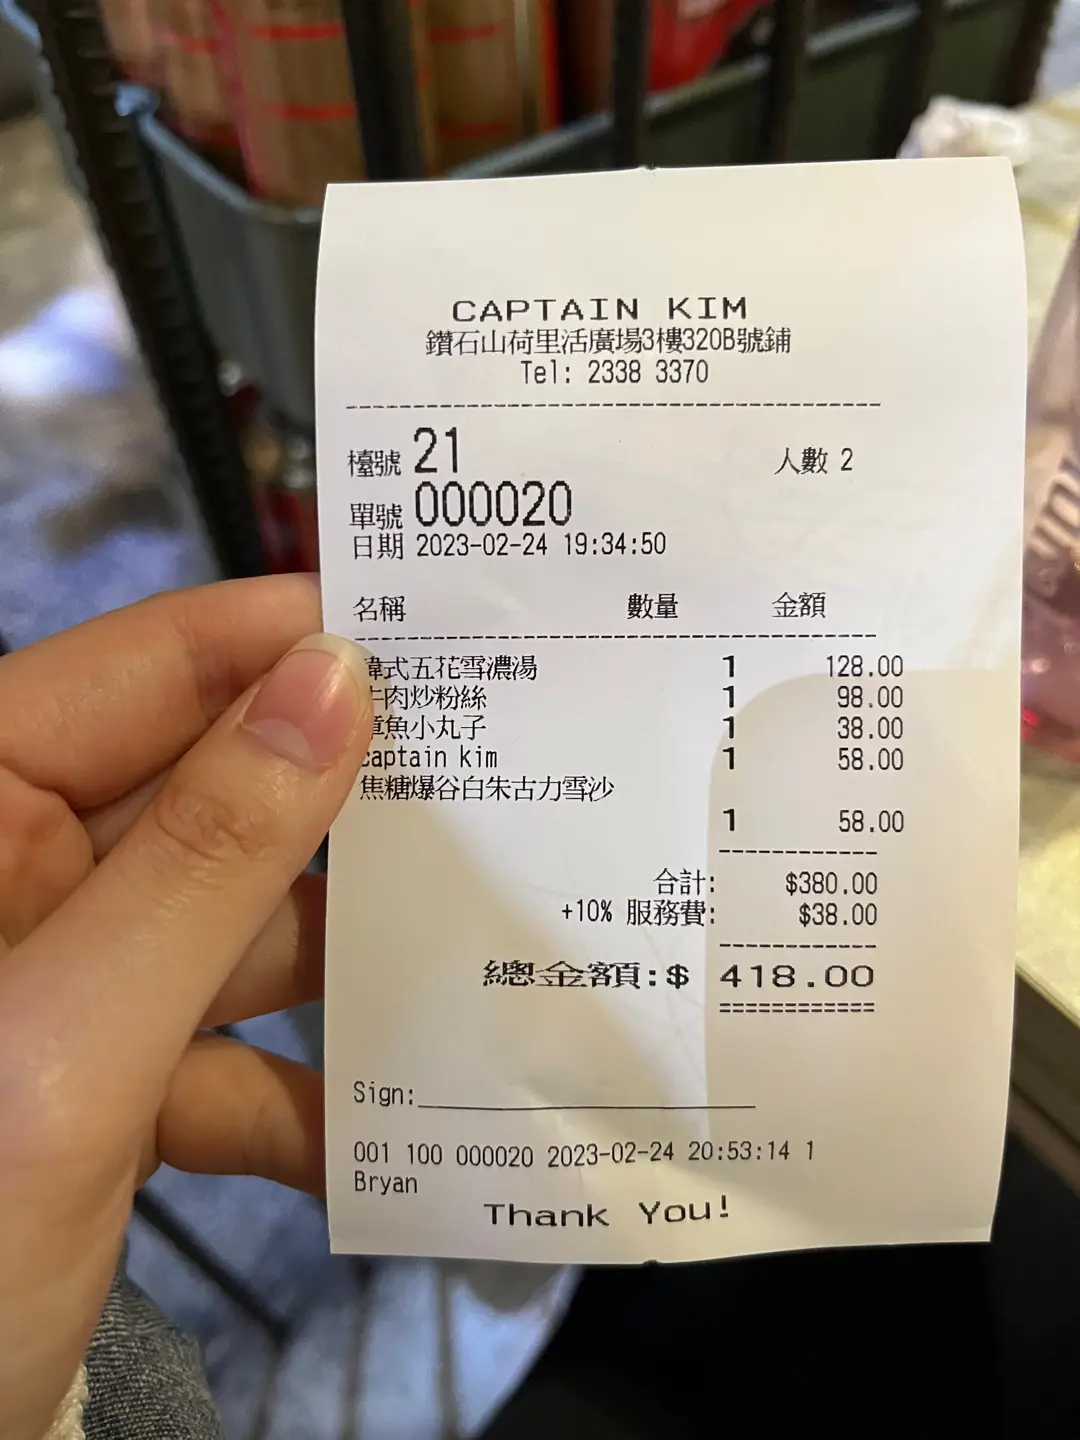 CAPTAIN KIM
鑽石山荷里活廣場3樓320B號鋪
Tel: 2338 3370
檯號 21 人數 2
單號 000020
日期 2023-02-24 19:34:50
名稱 數量 金額
韓式五花雪濃湯 1 128.00
牛肉炒粉絲 1 98.00
章魚小丸子 1 38.00
captain kim 1 58.00
焦糖爆谷白朱古力雪沙
1 58.00
合計: $380.00
+10% 服務費: $38.00
總金額:$ 418.00
Sign:
001 100 000020 2023-02-24 20:53:14 1
Bryan
Thank You!